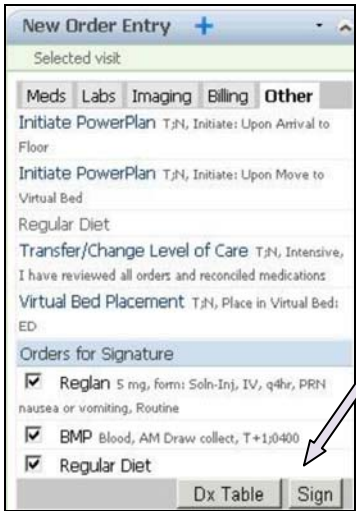 New Order Entry +
Selected visit
Meds Labs Imaging Billing Other
Initiate PowerPlan T;N, Initiate: Upon Arrival to
Floor
Initiate PowerPlan T;N, Initiate: Upon Move to
Virtual Bed
Regular Diet
Transfer/Change Level of Care T;N, Intensive,
I have reviewed all orders and reconciled medications
Virtual Bed Placement T;N, Place in Virtual Bed:
ED
Orders for Signature
Reglan 5 mg, form: Soln-Inj, IV, q4hr, PRN
nausea or vomiting, Routine
BMP Blood, AM Draw collect, T+1;0400
Regular Diet
Dx Table Sign